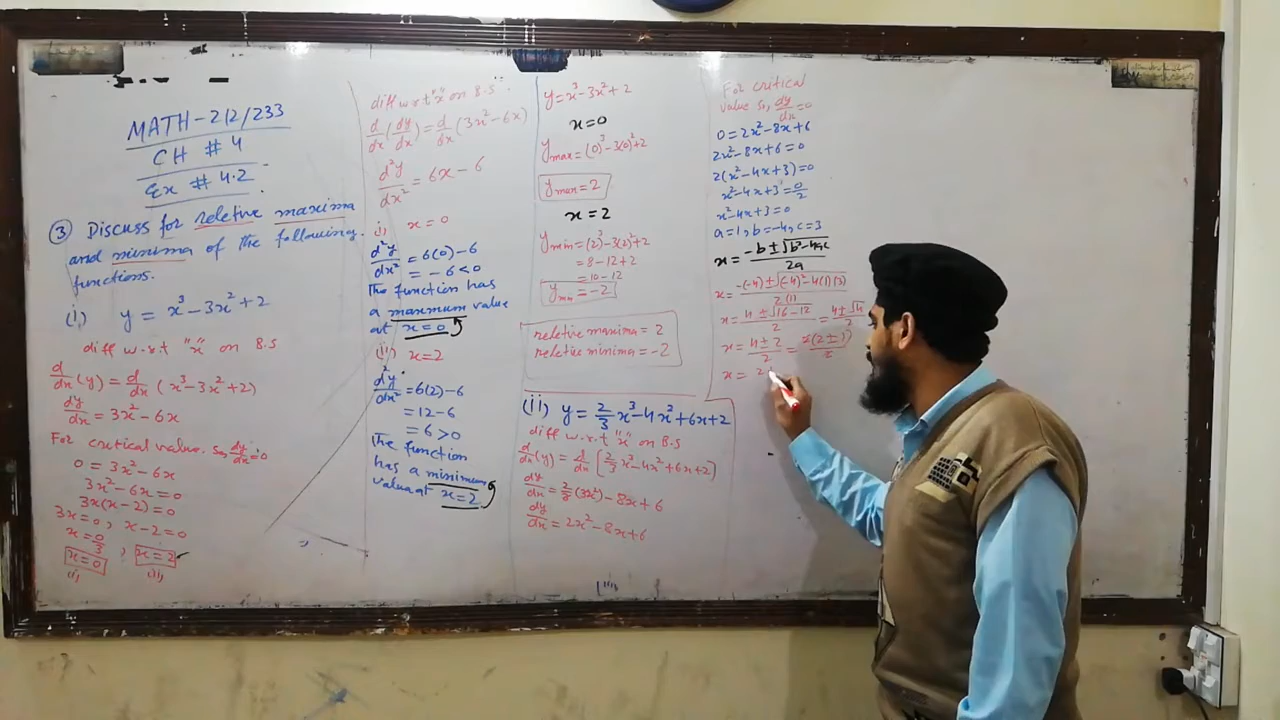 MATH-212/233
CH # 4
Ex # 4.2
③ Discuss for reletive maxima
and minima of the following
functions.
(i) y = x³ - 3x² + 2
diff w.r.t "x" on B.S
d/dx (y) = d/dx (x³ - 3x² + 2)
dy/dx = 3x² - 6x
For critical value. So, dy/dx = 0
0 = 3x² - 6x
3x² - 6x = 0
3x(x - 2) = 0
3x = 0, x - 2 = 0
x = 0/3
x = 0 , x = 2
(i) (ii)
diff w.r.t "x" on B.S.
d/dx (dy/dx) = d/dx (3x² - 6x)
d²y/dx² = 6x - 6
i, x = 0
d²y/dx² = 6(0) - 6
= -6 < 0
The function has
a maximum value
at x = 0
(ii) x = 2
d²y/dx² = 6(2) - 6
= 12 - 6
= 6 > 0
The function
has a minimum
value at x = 2
y = x³ - 3x² + 2
x = 0
y max = (0)³ - 3(0)² + 2
y max = 2
x = 2
y min = (2)³ - 3(2)² + 2
= 8 - 12 + 2
= 10 - 12
y min = -2
reletive maxima = 2
reletive minima = -2
(ii) y = 2/3 x³ - 4x² + 6x + 2
diff w.r.t "x" on B.S
d/dx (y) = d/dx [2/3 x³ - 4x² + 6x + 2]
dy/dx = 2/3 (3x²) - 8x + 6
dy/dx = 2x² - 8x + 6
For critical
value So, dy/dx = 0
0 = 2x² - 8x + 6
2x² - 8x + 6 = 0
2(x² - 4x + 3) = 0
x² - 4x + 3 = 0/2
x² - 4x + 3 = 0
a = 1, b = -4, c = 3
x = -b ± √b² - 4ac / 2a
x = -(-4) ± √(-4)² - 4(1)(3) / 2(1)
x = 4 ± √16 - 12 / 2 = 4 ± √4 / 2
x = 4 ± 2 / 2 = 2(2 ± 1) / 2
x = 2